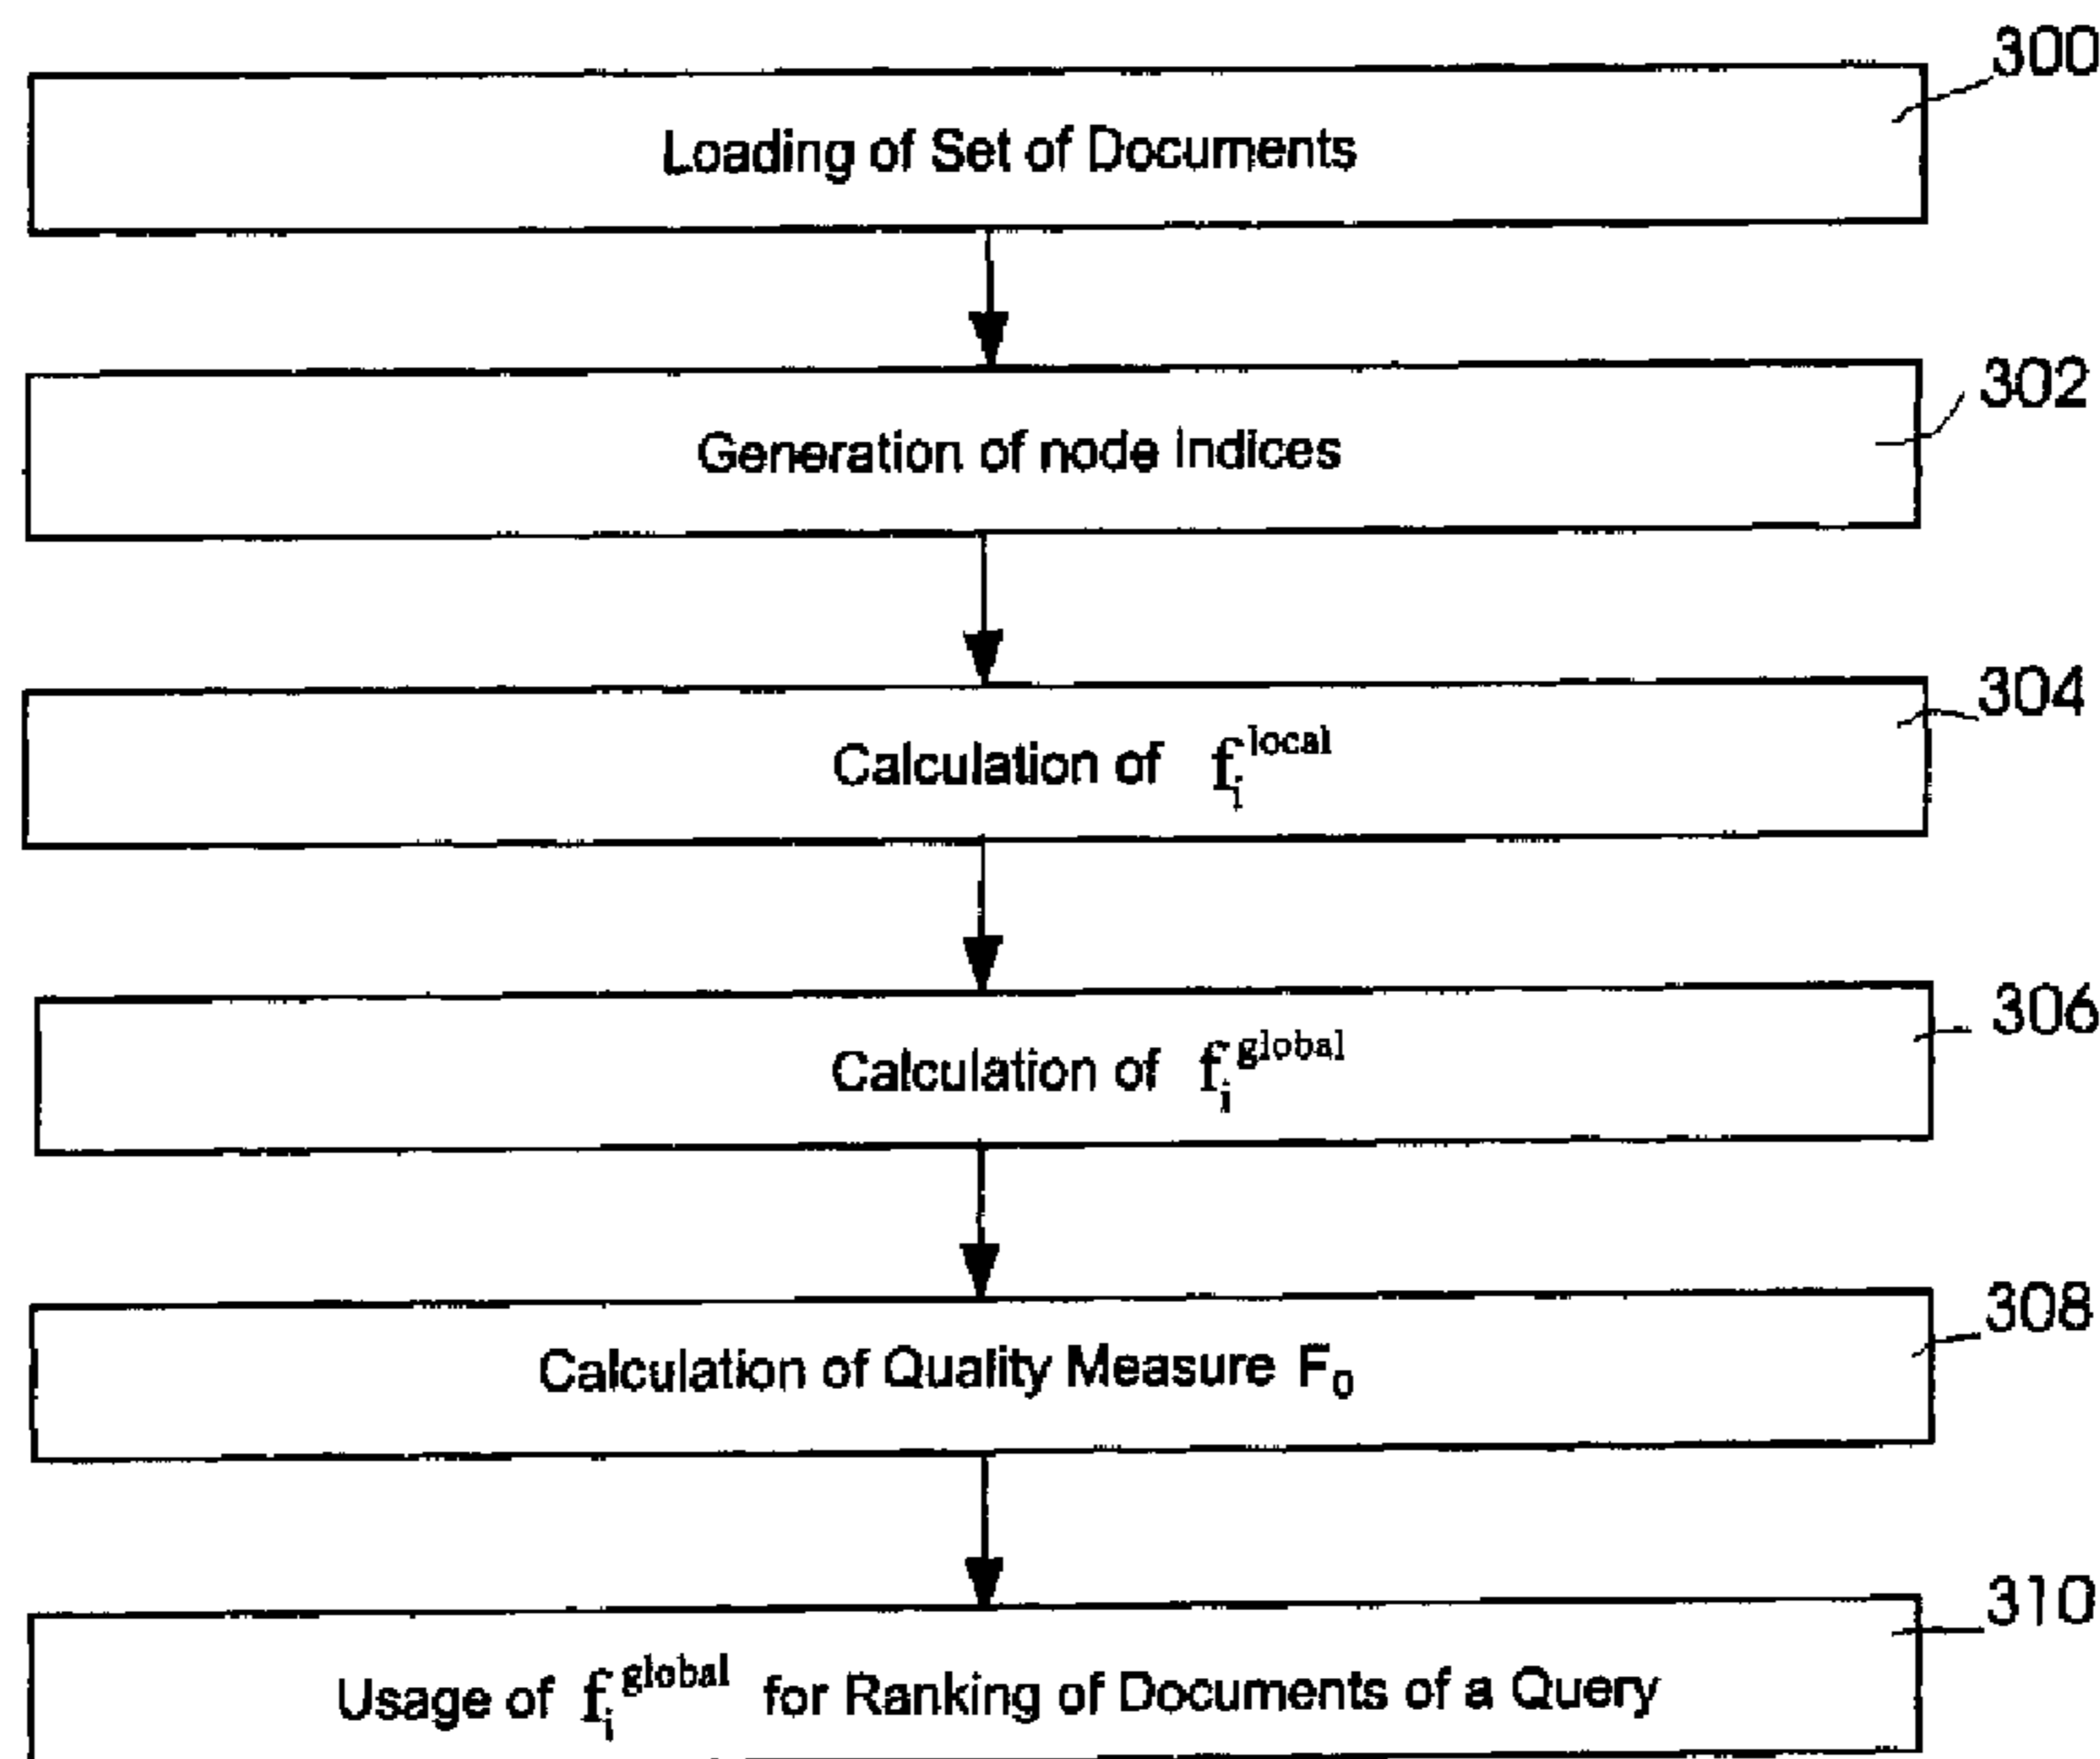 300
Loading of Set of Documents
302
Generation of node indices
304
Calculation of f_i^local
306
Calculation of f_i^global
308
Calculation of Quality Measure F_0
310
Usage of f_i^global for Ranking of Documents of a Query